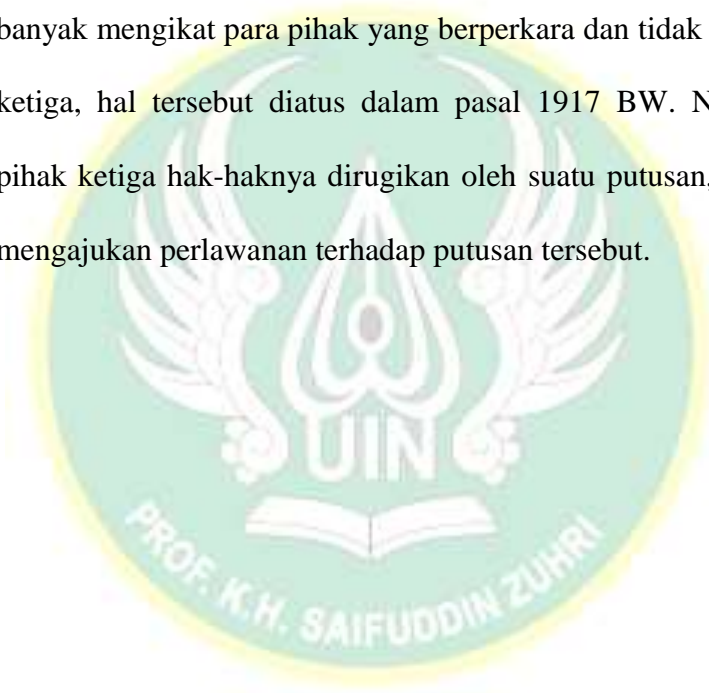 banyak mengikat para pihak yang berperkara dan tidak
ketiga, hal tersebut diatus dalam pasal 1917 BW. N
pihak ketiga hak-haknya dirugikan oleh suatu putusan,
mengajukan perlawanan terhadap putusan tersebut.
UIN
PROF. K.H. SAIFUDDIN ZUHRI